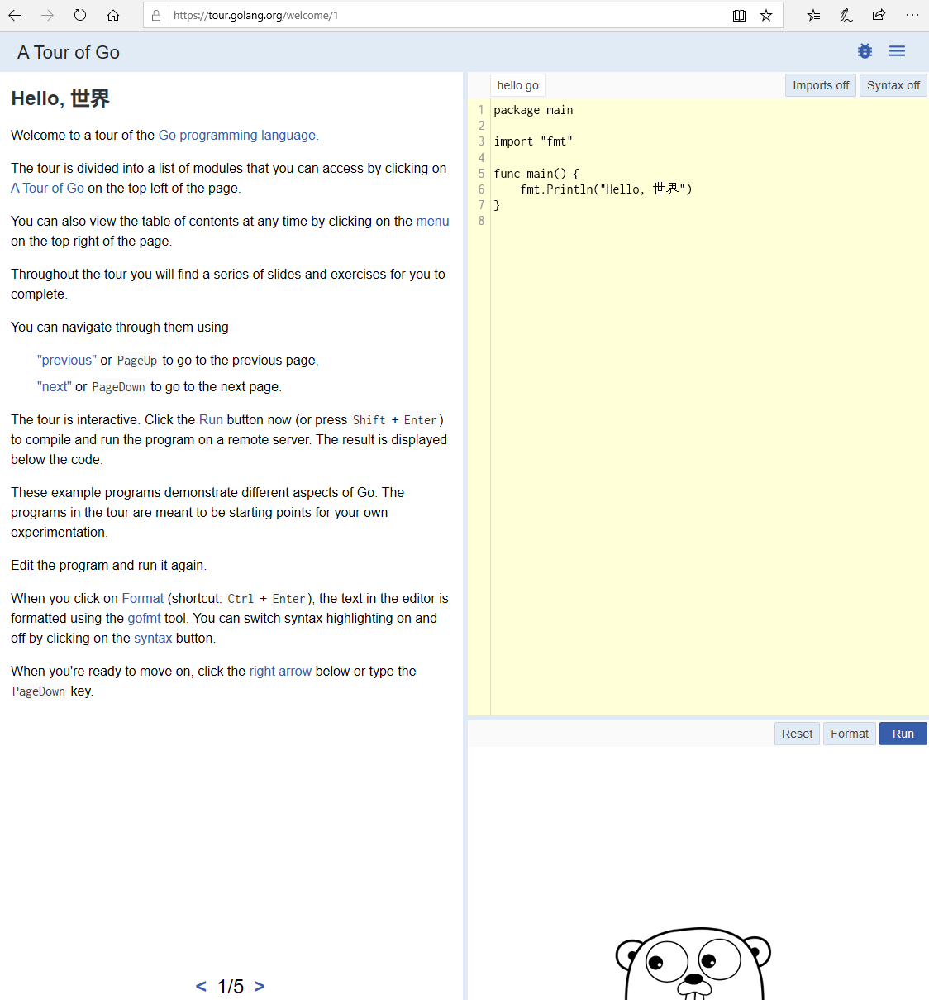 https://tour.golang.org/welcome/1
A Tour of Go
Hello, 世界
Welcome to a tour of the Go programming language.
The tour is divided into a list of modules that you can access by clicking on
A Tour of Go on the top left of the page.
You can also view the table of contents at any time by clicking on the menu
on the top right of the page.
Throughout the tour you will find a series of slides and exercises for you to
complete.
You can navigate through them using
"previous" or PageUp to go to the previous page,
"next" or PageDown to go to the next page.
The tour is interactive. Click the Run button now (or press Shift + Enter)
to compile and run the program on a remote server. The result is displayed
below the code.
These example programs demonstrate different aspects of Go. The
programs in the tour are meant to be starting points for your own
experimentation.
Edit the program and run it again.
When you click on Format (shortcut: Ctrl + Enter), the text in the editor is
formatted using the gofmt tool. You can switch syntax highlighting on and
off by clicking on the syntax button.
When you're ready to move on, click the right arrow below or type the
PageDown key.
< 1/5 >
hello.go Imports off Syntax off
1 package main
2
3 import "fmt"
4
5 func main() {
6     fmt.Println("Hello, 世界")
7 }
8
Reset Format Run